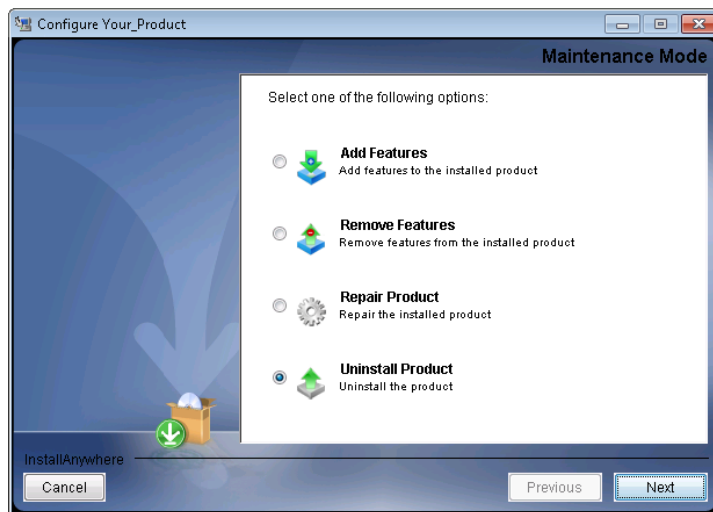 Configure Your_Product
Maintenance Mode
Select one of the following options:
Add Features
Add features to the installed product
Remove Features
Remove features from the installed product
Repair Product
Repair the installed product
Uninstall Product
Uninstall the product
InstallAnywhere
Cancel
Previous
Next